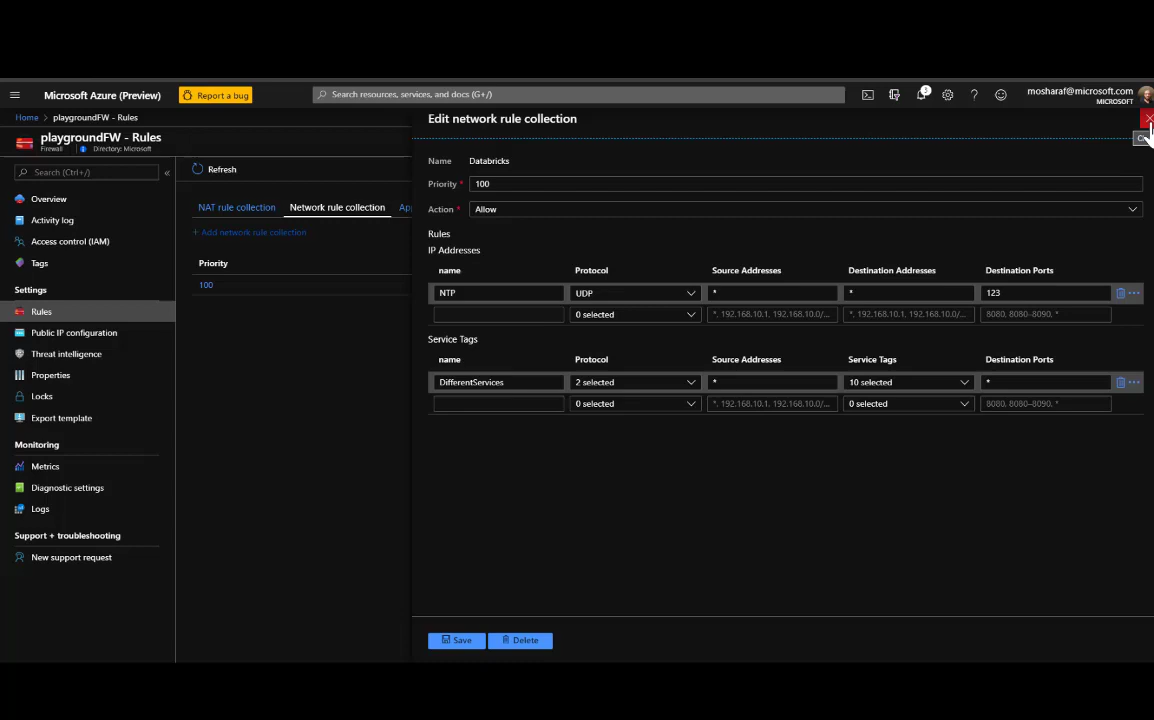 Microsoft Azure (Preview)
Report a bug
Search resources, services, and docs (G+/)
3
mosharaf@microsoft.com
MICROSOFT
Home > playgroundFW - Rules
playgroundFW - Rules
Firewall
Directory: Microsoft
Search (Ctrl+/)
«
Overview
Activity log
Access control (IAM)
Tags
Settings
Rules
Public IP configuration
Threat intelligence
Properties
Locks
Export template
Monitoring
Metrics
Diagnostic settings
Logs
Support + troubleshooting
New support request
Refresh
NAT rule collection
Network rule collection
Ap
+ Add network rule collection
Priority
100
Edit network rule collection
Name Databricks
Priority * 100
Action * Allow
Rules
IP Addresses
name Protocol Source Addresses Destination Addresses Destination Ports
NTP UDP * * 123
0 selected *, 192.168.10.1, 192.168.10.0/... *, 192.168.10.1, 192.168.10.0/... 8080, 8080-8090, *
Service Tags
name Protocol Source Addresses Service Tags Destination Ports
DifferentServices 2 selected * 10 selected *
0 selected *, 192.168.10.1, 192.168.10.0/... 0 selected 8080, 8080-8090, *
Save
Delete